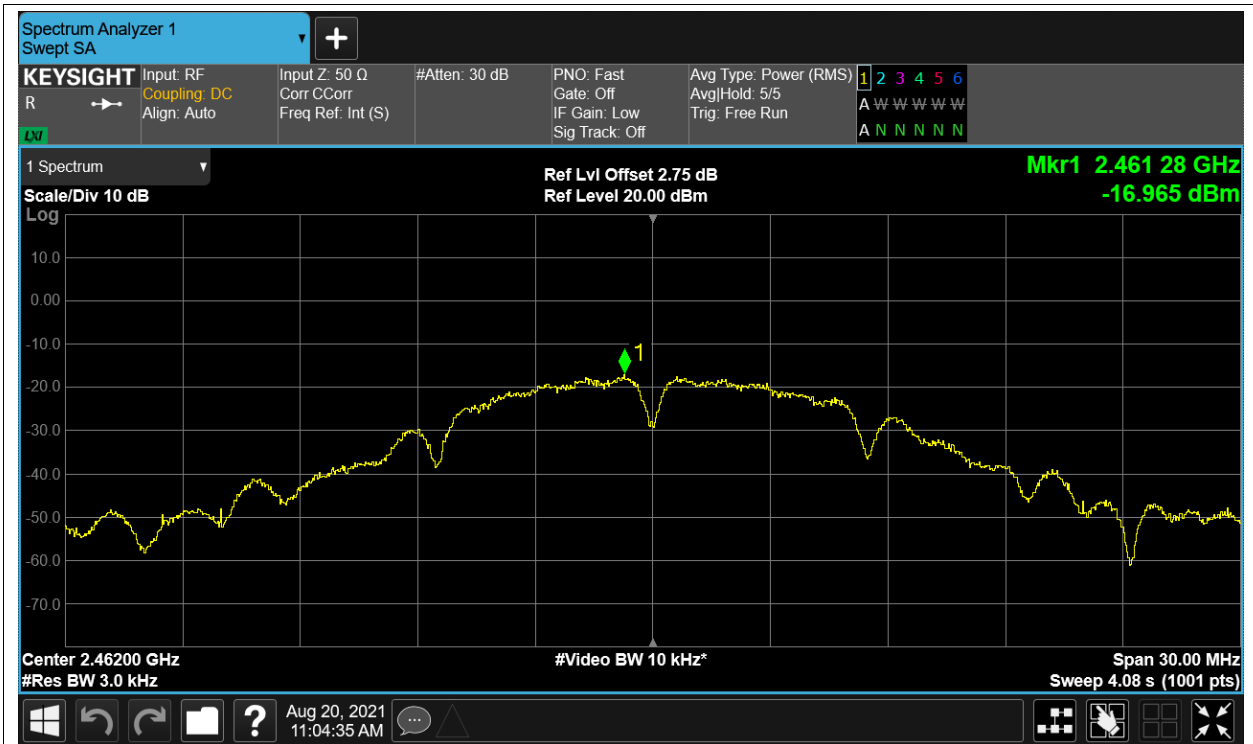 Spectrum Analyzer 1
Swept SA
+
KEYSIGHT
R
LXI
Input: RF
Coupling: DC
Align: Auto
Input Z: 50 Ω
Corr CCorr
Freq Ref: Int (S)
#Atten: 30 dB
PNO: Fast
Gate: Off
IF Gain: Low
Sig Track: Off
Avg Type: Power (RMS)
Avg|Hold: 5/5
Trig: Free Run
1 2 3 4 5 6
A W W W W W
A N N N N N
1 Spectrum
Scale/Div 10 dB
Log
Ref Lvl Offset 2.75 dB
Ref Level 20.00 dBm
Mkr1 2.461 28 GHz
-16.965 dBm
10.0
0.00
-10.0
-20.0
-30.0
-40.0
-50.0
-60.0
-70.0
1
Center 2.46200 GHz
#Res BW 3.0 kHz
#Video BW 10 kHz*
Span 30.00 MHz
Sweep 4.08 s (1001 pts)
?
Aug 20, 2021
11:04:35 AM